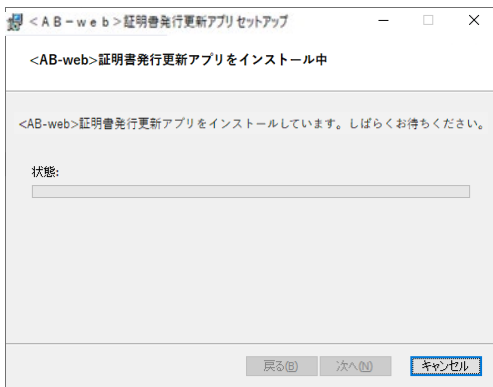 <AB-web>証明書発行更新アプリ セットアップ
<AB-web>証明書発行更新アプリをインストール中
<AB-web>証明書発行更新アプリをインストールしています。しばらくお待ちください。
状態:
戻る(B) 次へ(N) キャンセル